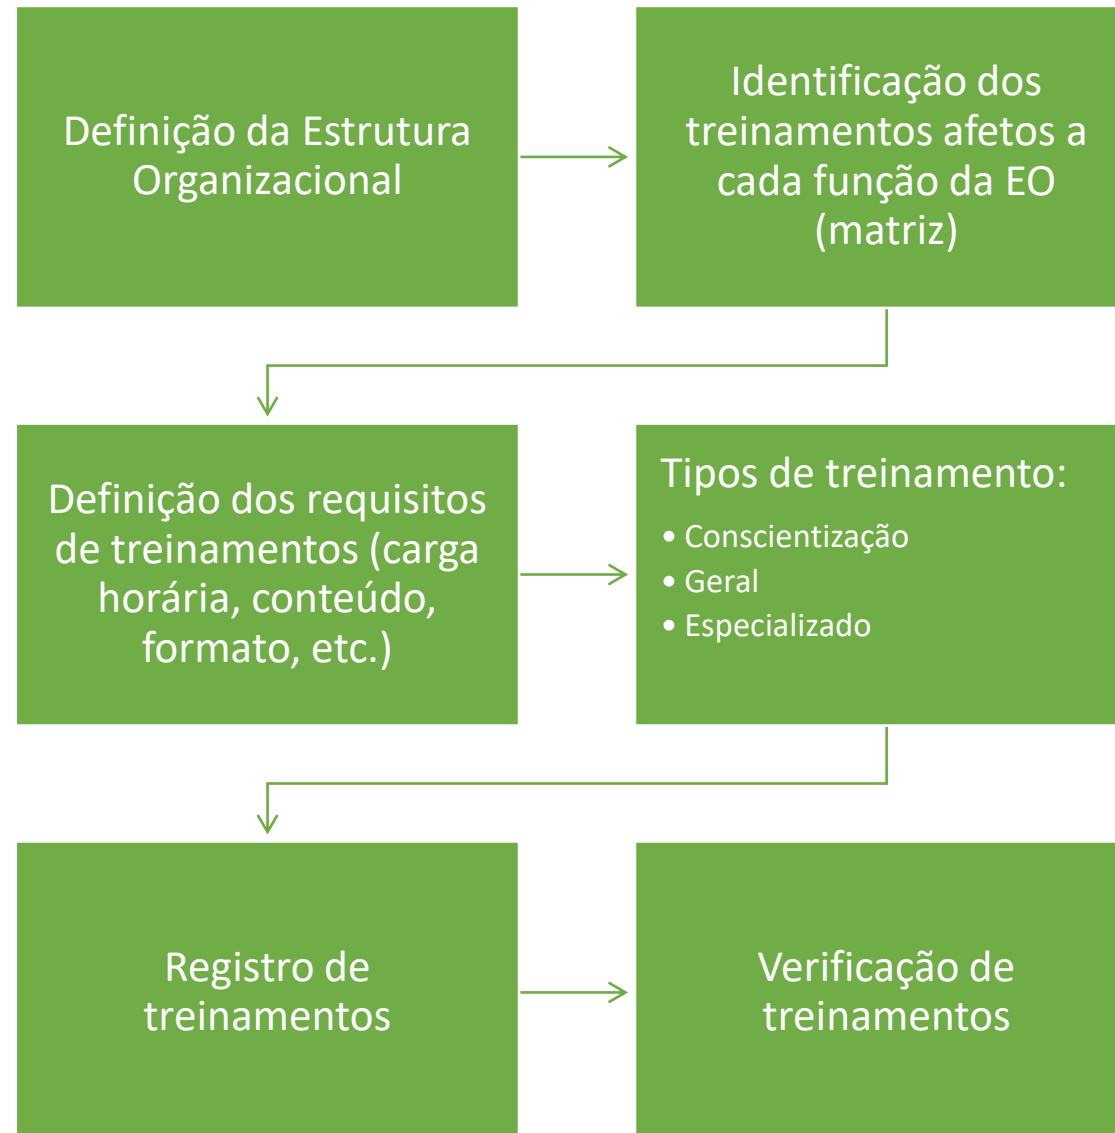 Definição da Estrutura
Organizacional
Identificação dos
treinamentos afetos a
cada função da EO
(matriz)
Definição dos requisitos
de treinamentos (carga
horária, conteúdo,
formato, etc.)
Tipos de treinamento:
• Conscientização
• Geral
• Especializado
Registro de
treinamentos
Verificação de
treinamentos